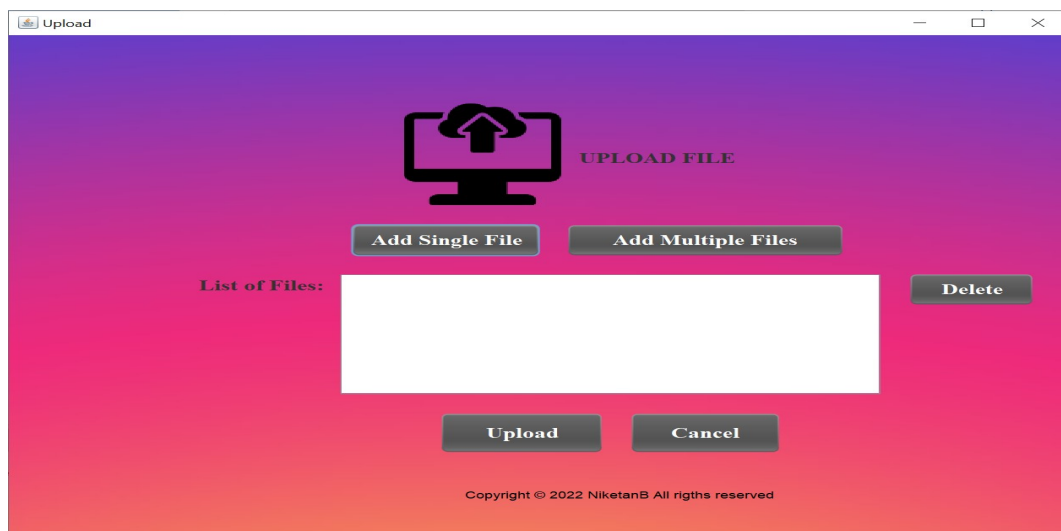 Upload
UPLOAD FILE
Add Single File Add Multiple Files
List of Files: Delete
Upload Cancel
Copyright © 2022 NiketanB All rigths reserved